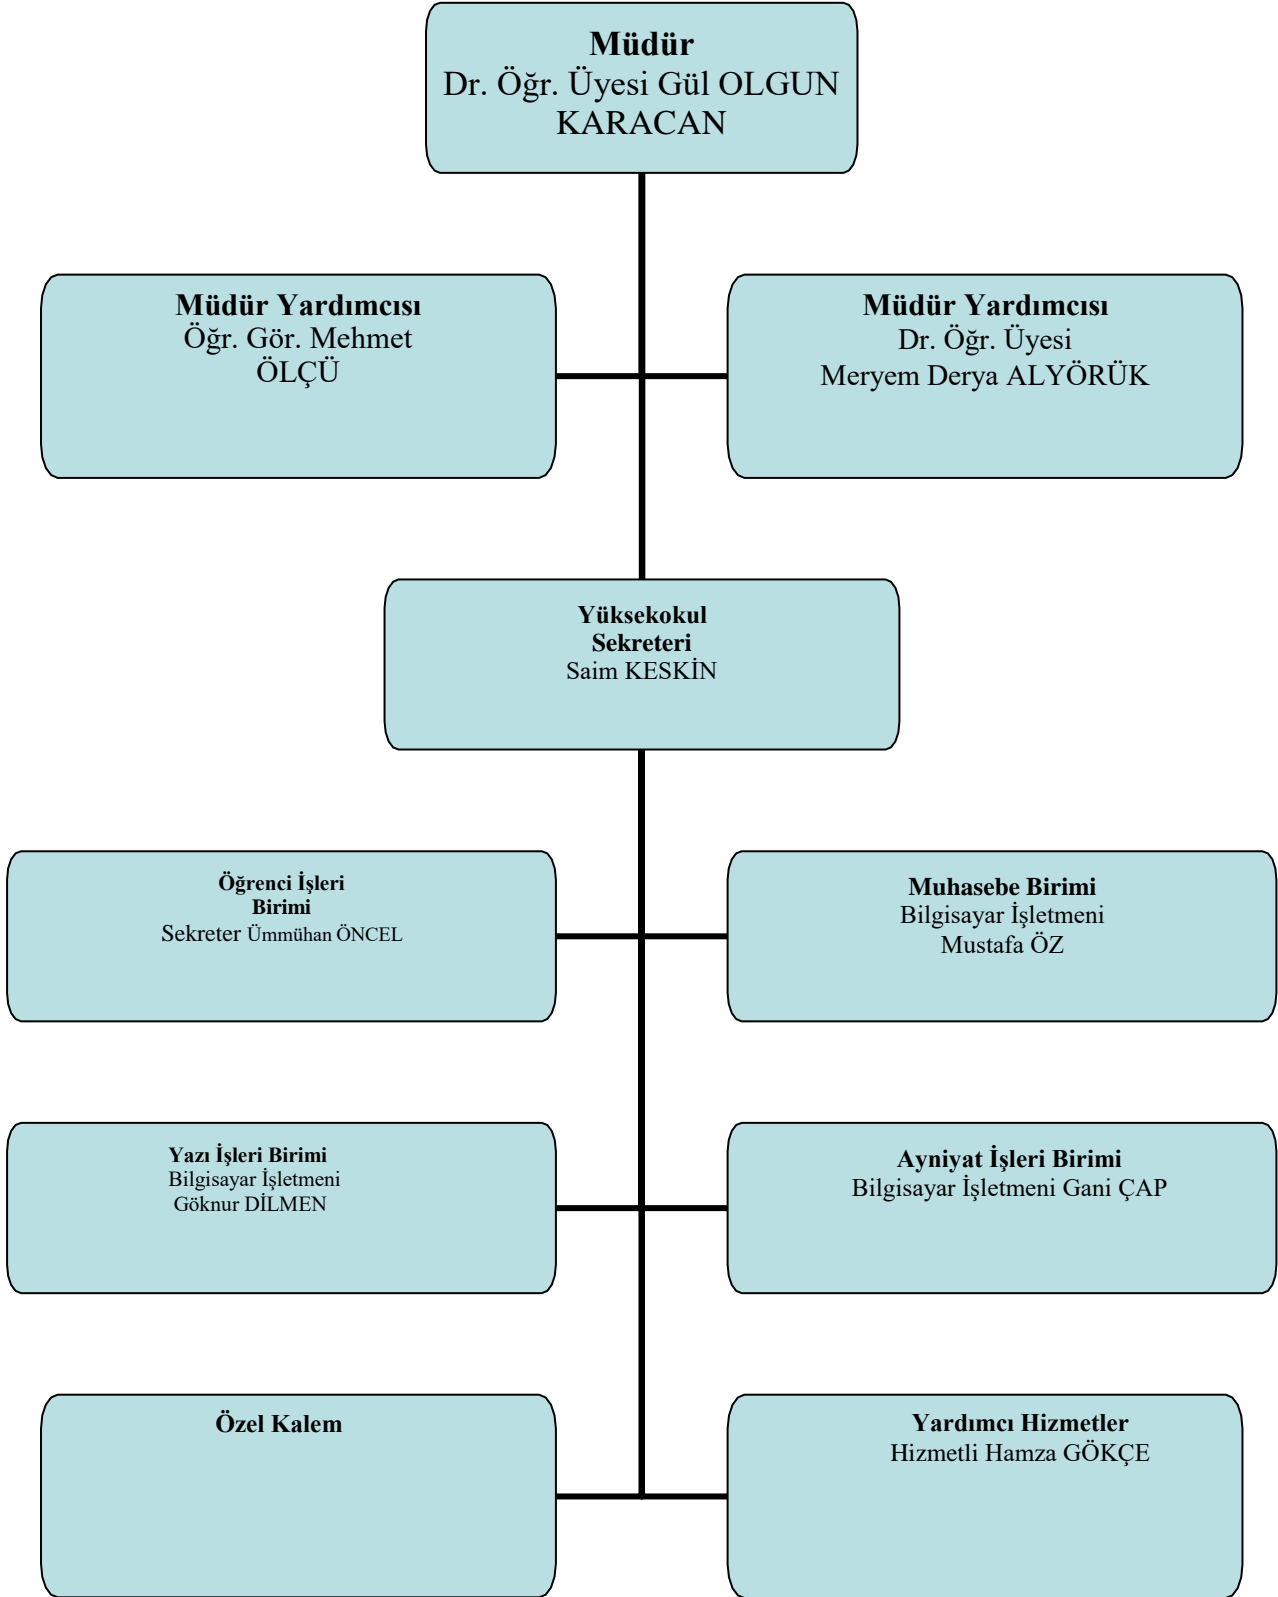 Müdür
Dr. Öğr. Üyesi Gül OLGUN
KARACAN
Müdür Yardımcısı
Öğr. Gör. Mehmet
ÖLÇÜ
Müdür Yardımcısı
Dr. Öğr. Üyesi
Meryem Derya ALYÖRÜK
Yüksekokul
Sekreteri
Saim KESKİN
Öğrenci İşleri
Birimi
Sekreter Ümmühan ÖNCEL
Muhasebe Birimi
Bilgisayar İşletmeni
Mustafa ÖZ
Yazı İşleri Birimi
Bilgisayar İşletmeni
Göknur DİLMEN
Ayniyat İşleri Birimi
Bilgisayar İşletmeni Gani ÇAP
Özel Kalem
Yardımcı Hizmetler
Hizmetli Hamza GÖKÇE